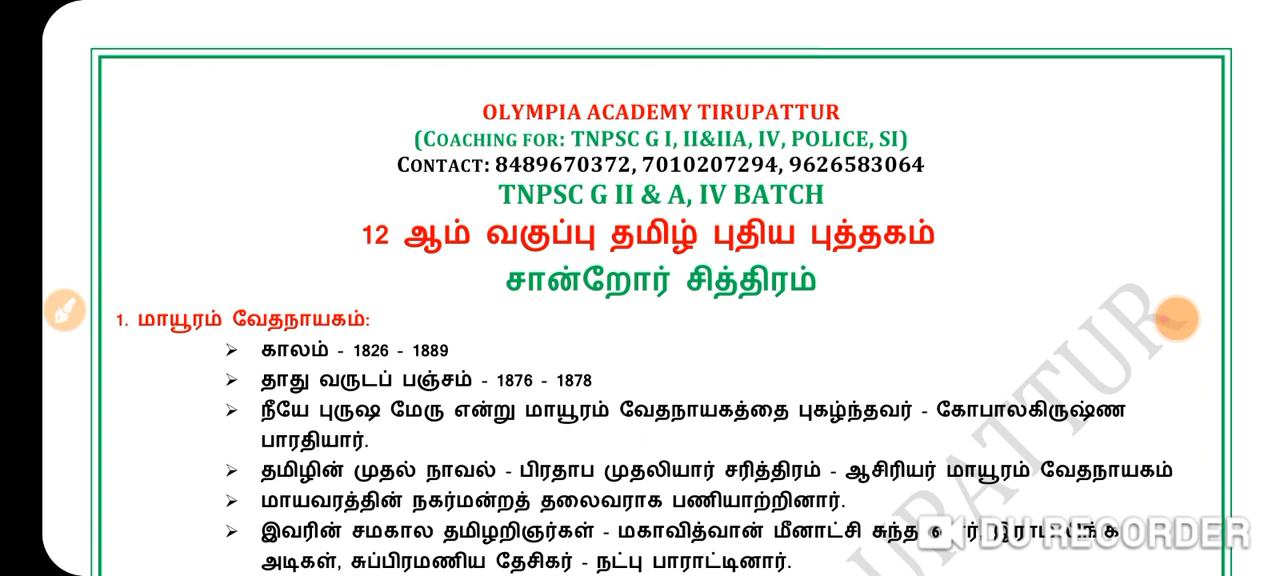 OLYMPIA ACADEMY TIRUPATTUR
(COACHING FOR: TNPSC G I, II&IIA, IV, POLICE, SI)
CONTACT: 8489670372, 7010207294, 9626583064
TNPSC G II & A, IV BATCH
12 ஆம் வகுப்பு தமிழ் புதிய புத்தகம்
சான்றோர் சித்திரம்
1. மாயூரம் வேதநாயகம்:
➢ காலம் - 1826 - 1889
➢ தாது வருடப் பஞ்சம் - 1876 - 1878
➢ நீயே புருஷ மேரு என்று மாயூரம் வேதநாயகத்தை புகழ்ந்தவர் - கோபாலகிருஷ்ண
பாரதியார்.
➢ தமிழின் முதல் நாவல் - பிரதாப முதலியார் சரித்திரம் - ஆசிரியர் மாயூரம் வேதநாயகம்
➢ மாயவரத்தின் நகர்மன்றத் தலைவராக பணியாற்றினார்.
➢ இவரின் சமகால தமிழறிஞர்கள் - மகாவித்வான் மீனாட்சி
அடிகள், சுப்பிரமணிய தேசிகர் - நட்பு பாராட்டினார்.
URATTUR
DU RECORDER